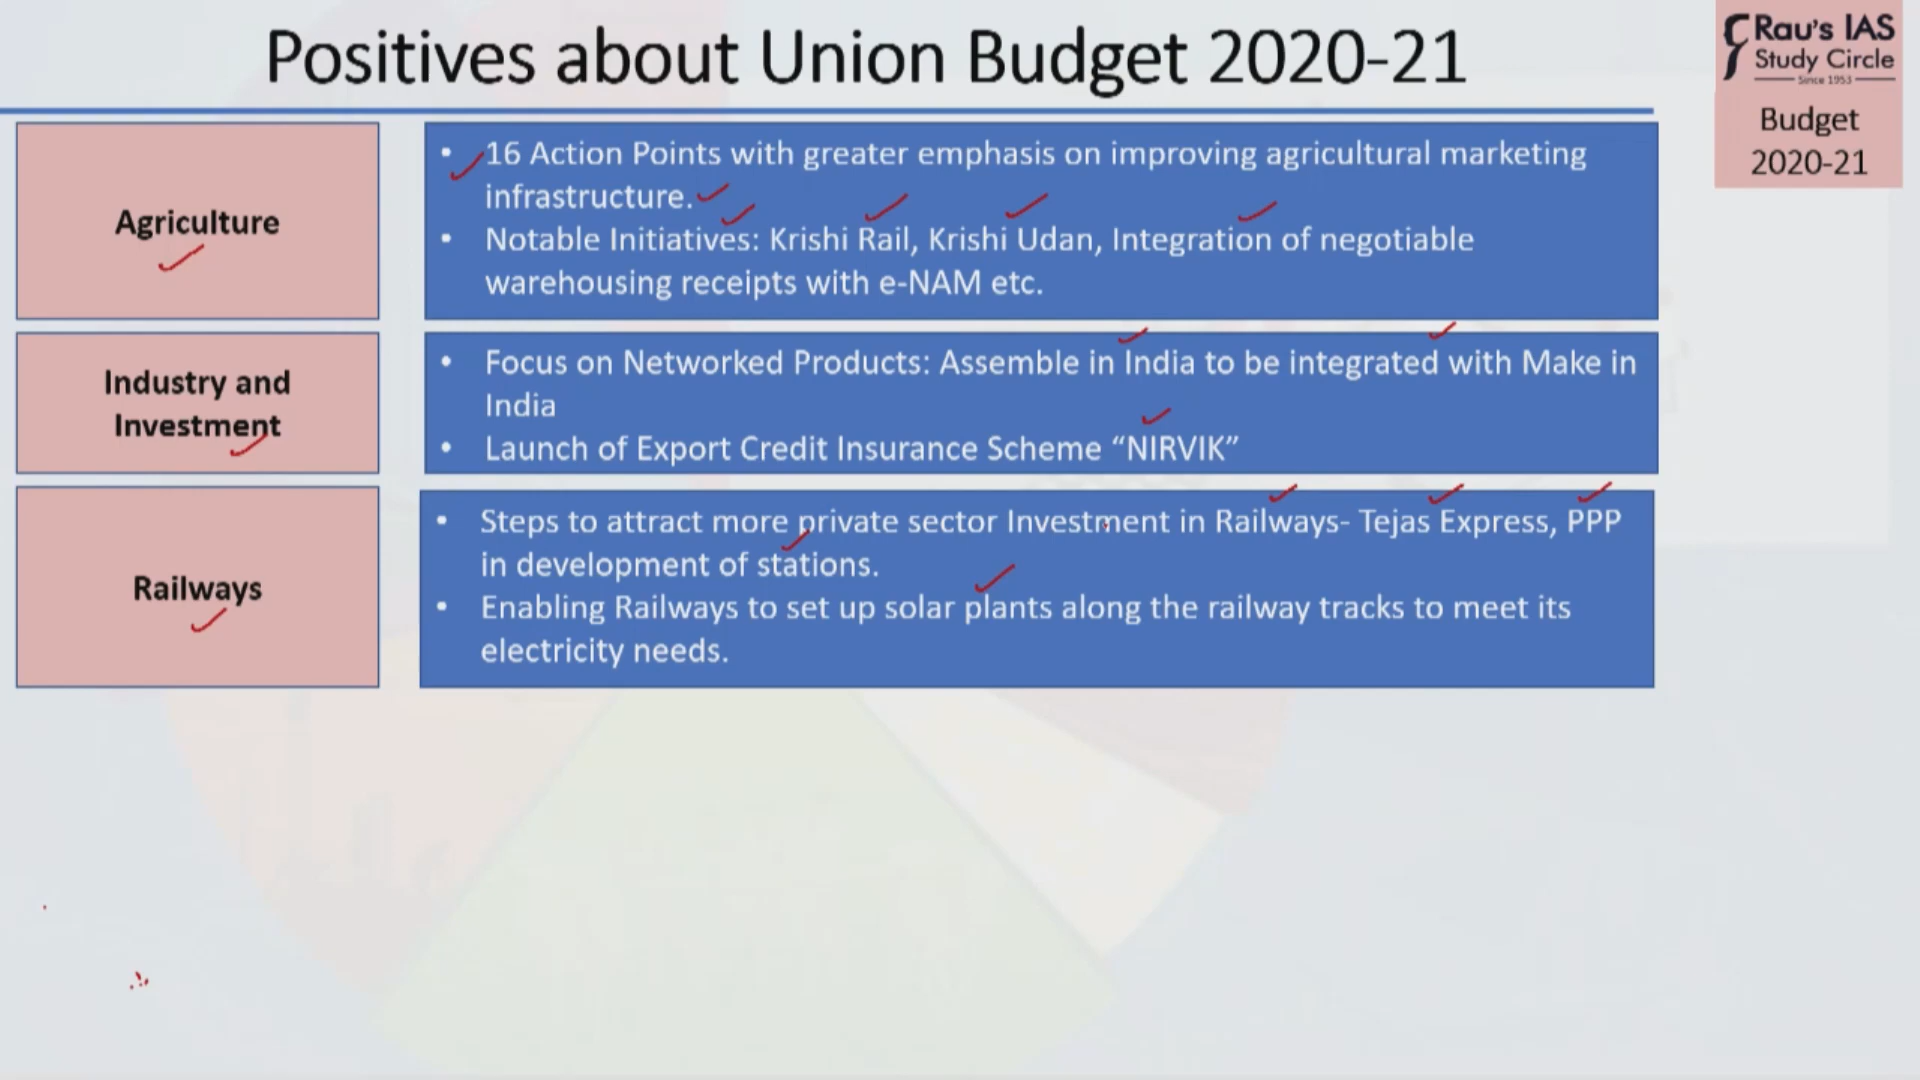 Positives about Union Budget 2020-21
Rau's IAS
Study Circle
Since 1953
Budget
2020-21
Agriculture
• 16 Action Points with greater emphasis on improving agricultural marketing
infrastructure.
• Notable Initiatives: Krishi Rail, Krishi Udan, Integration of negotiable
warehousing receipts with e-NAM etc.
Industry and
Investment
• Focus on Networked Products: Assemble in India to be integrated with Make in
India
• Launch of Export Credit Insurance Scheme “NIRVIK”
Railways
• Steps to attract more private sector Investment in Railways- Tejas Express, PPP
in development of stations.
• Enabling Railways to set up solar plants along the railway tracks to meet its
electricity needs.